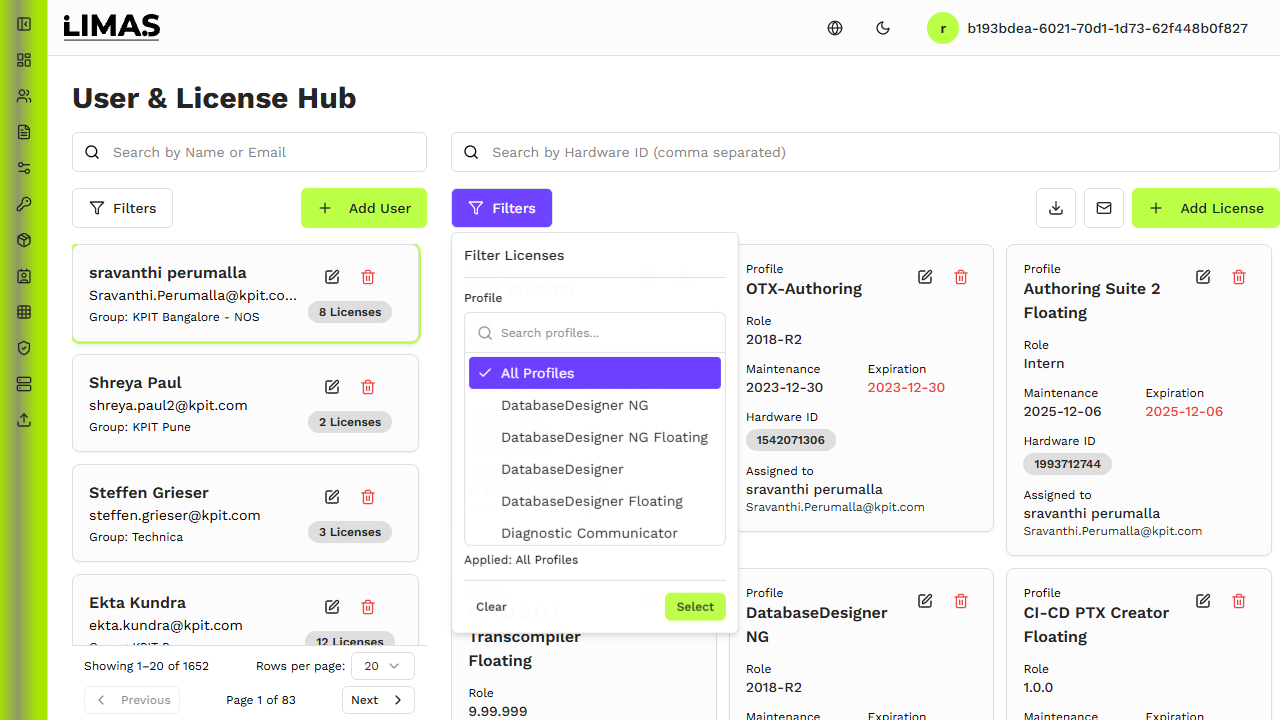 LIMAS
r
b193bdea-6021-70d1-1d73-62f448b0f827
User & License Hub
Search by Name or Email
Search by Hardware ID (comma separated)
Filters
Add User
Filters
Add License
sravanthi perumalla
Sravanthi.Perumalla@kpit.co...
Group: KPIT Bangalore - NOS
8 Licenses
Shreya Paul
shreya.paul2@kpit.com
Group: KPIT Pune
2 Licenses
Steffen Grieser
steffen.grieser@kpit.com
Group: Technica
3 Licenses
Ekta Kundra
ekta.kundra@kpit.com
12 Licenses
Showing 1–20 of 1652
Rows per page:
20
Previous
Page 1 of 83
Next
Filter Licenses
Profile
Search profiles...
All Profiles
DatabaseDesigner NG
DatabaseDesigner NG Floating
DatabaseDesigner
DatabaseDesigner Floating
Diagnostic Communicator
Applied: All Profiles
Clear
Select
Transcompiler
Floating
Role
9.99.999
Profile
OTX-Authoring
Role
2018-R2
Maintenance
Expiration
2023-12-30
2023-12-30
Hardware ID
1542071306
Assigned to
sravanthi perumalla
Sravanthi.Perumalla@kpit.com
Profile
Authoring Suite 2
Floating
Role
Intern
Maintenance
Expiration
2025-12-06
2025-12-06
Hardware ID
1993712744
Assigned to
sravanthi perumalla
Sravanthi.Perumalla@kpit.com
Profile
DatabaseDesigner
NG
Role
2018-R2
Maintenance
Expiration
Profile
CI-CD PTX Creator
Floating
Role
1.0.0
Maintenance
Expiration